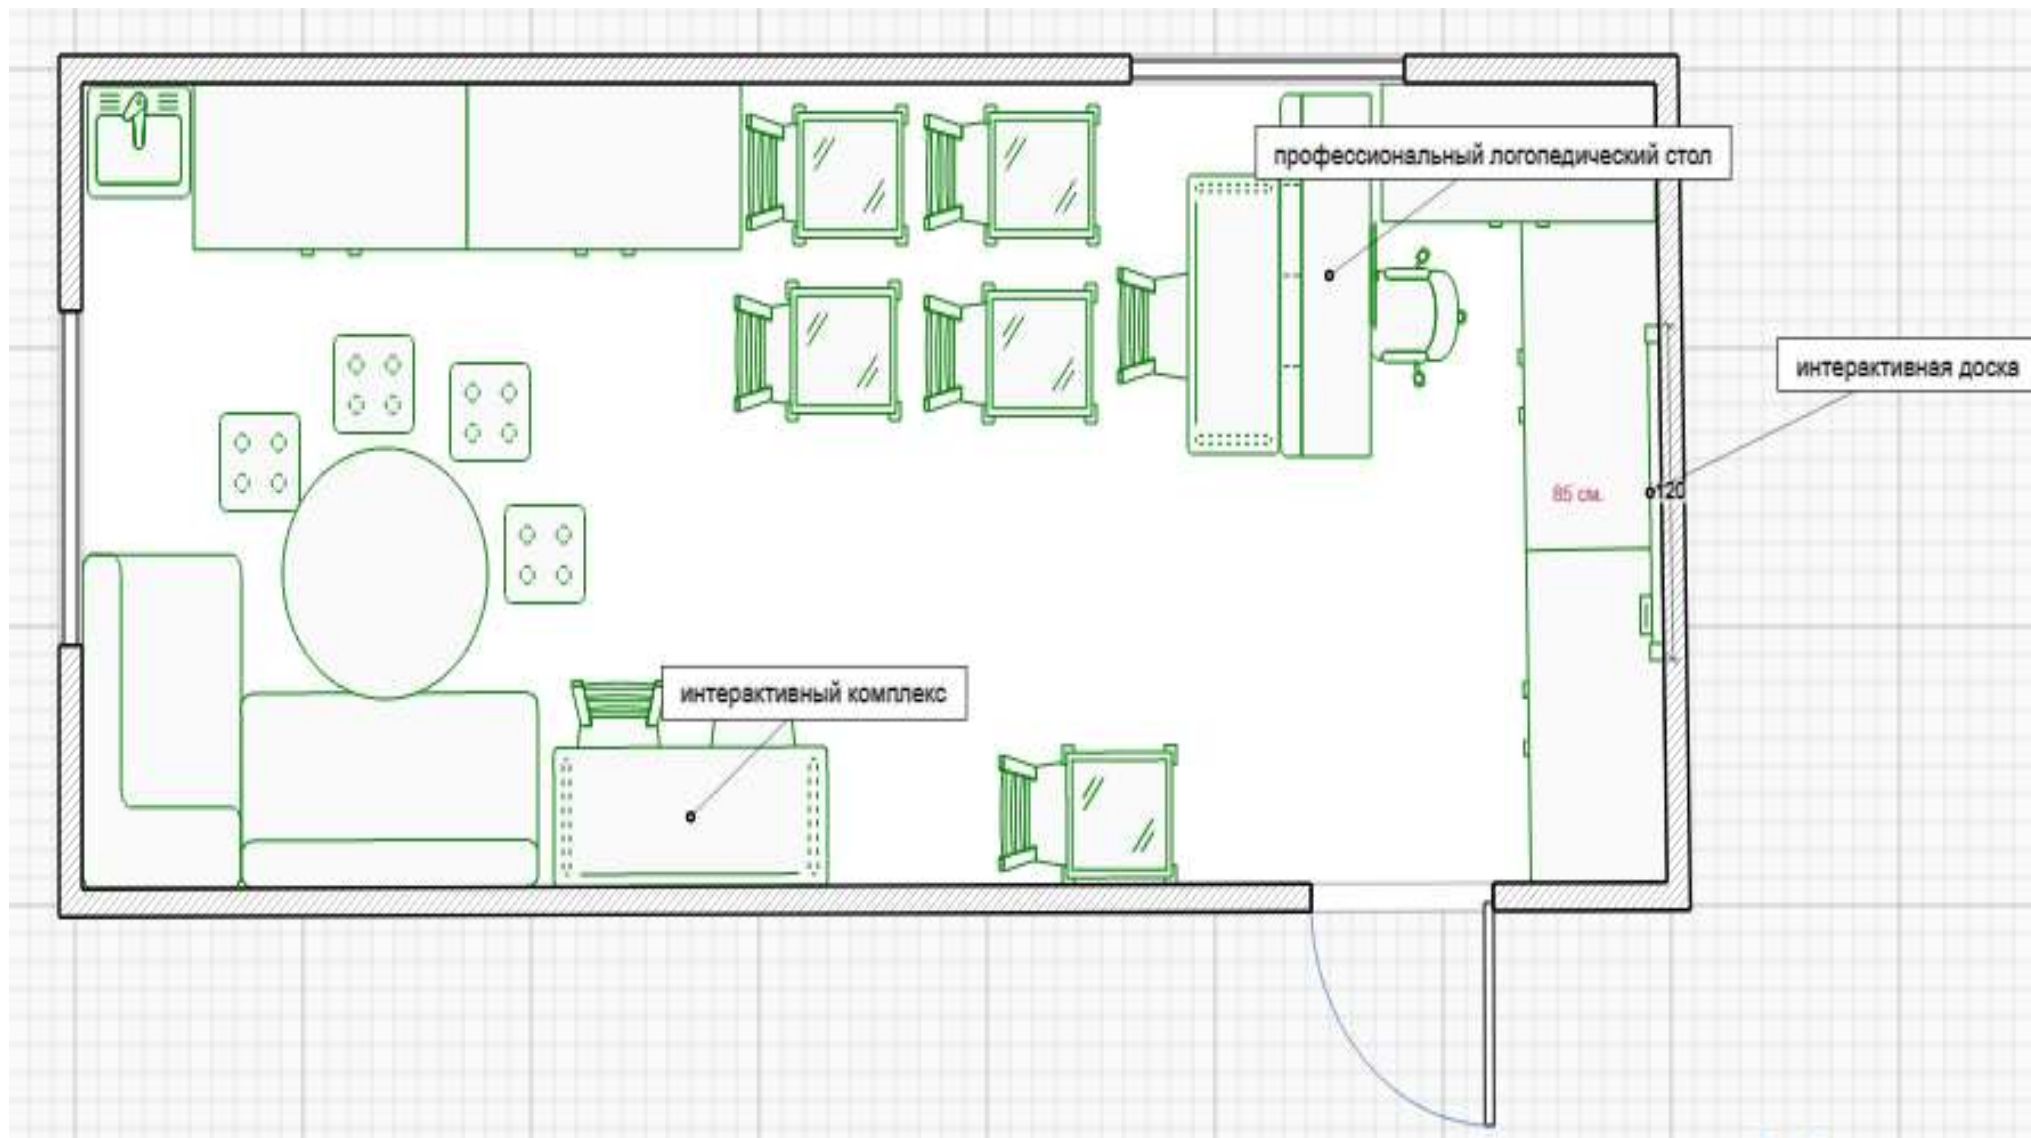 профессиональный логопедический стол
интерактивная доска
85 см.
120
интерактивный комплекс